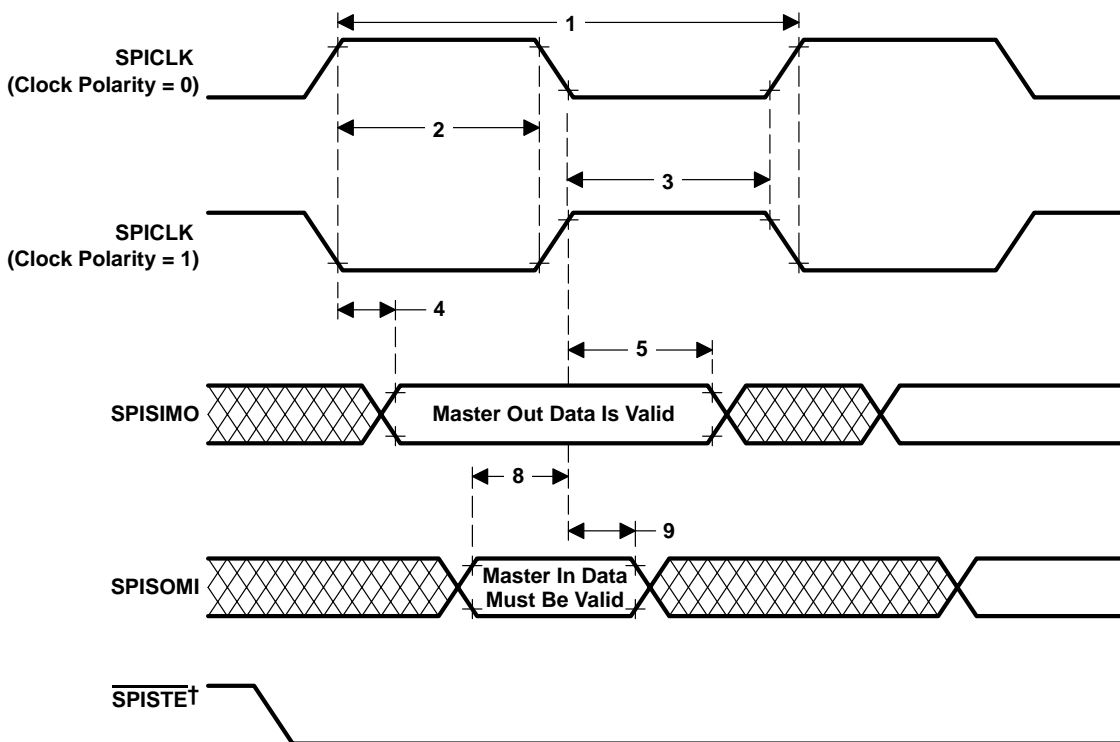 1
SPICLK
(Clock Polarity = 0)
2
3
SPICLK
(Clock Polarity = 1)
4
5
SPISIMO
Master Out Data Is Valid
8
9
SPISOMI
Master In Data
Must Be Valid
SPISTE†